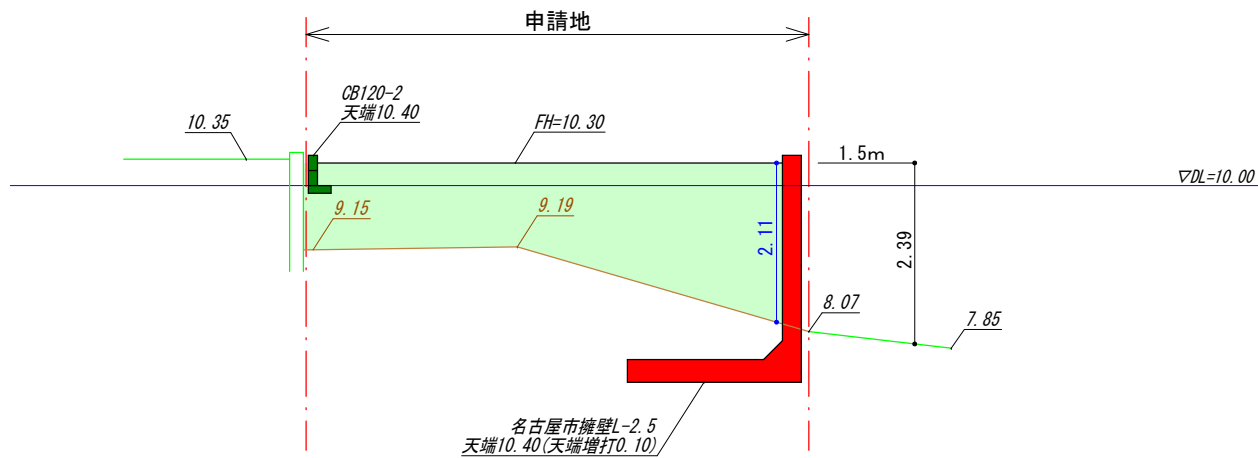 申請地
CB120-2
天端10.40
10.35
FH=10.30
1.5m
▽DL=10.00
9.15
9.19
2.11
2.39
8.07
7.85
名古屋市擁壁L-2.5
天端10.40(天端増打0.10)